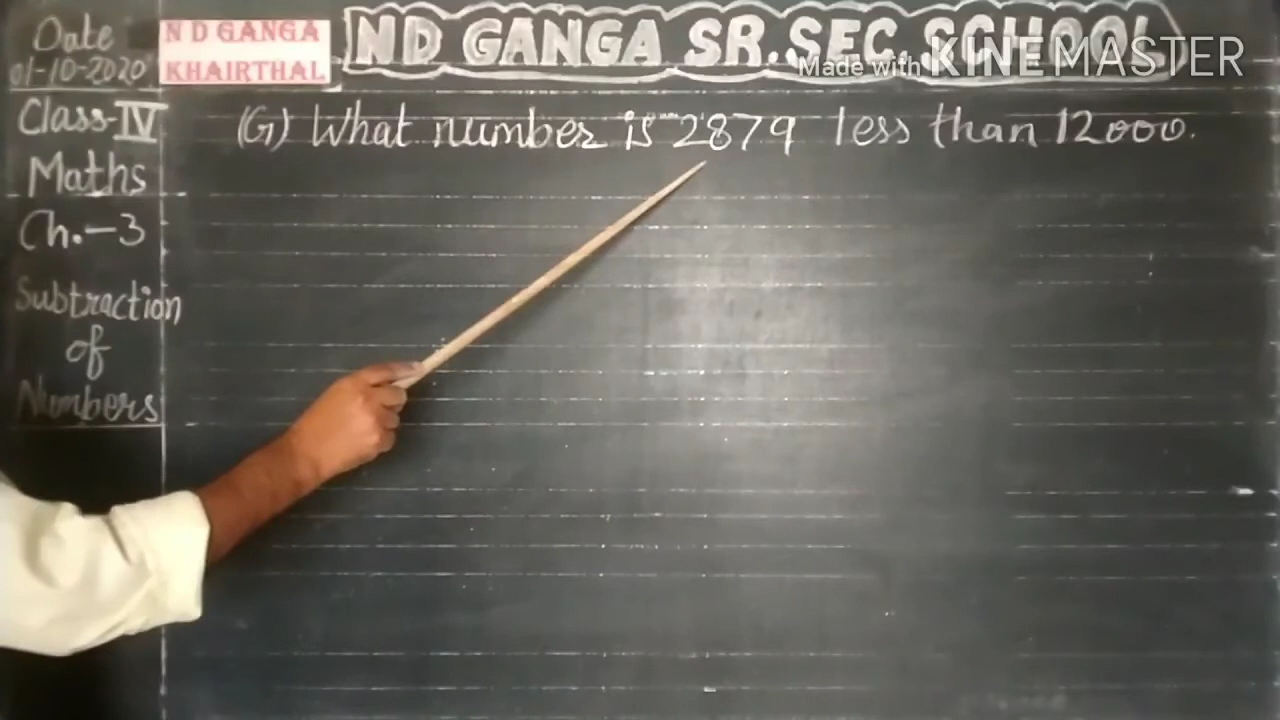 Date
01-10-2020
N D GANGA
KHAIRTHAL
ND GANGA SR.SEC.SCHOOL
Made with KINEMASTER
Class-IV
Maths
Ch.-3
Subtraction
of
Numbers
(G) What number is 2879 less than 12000.